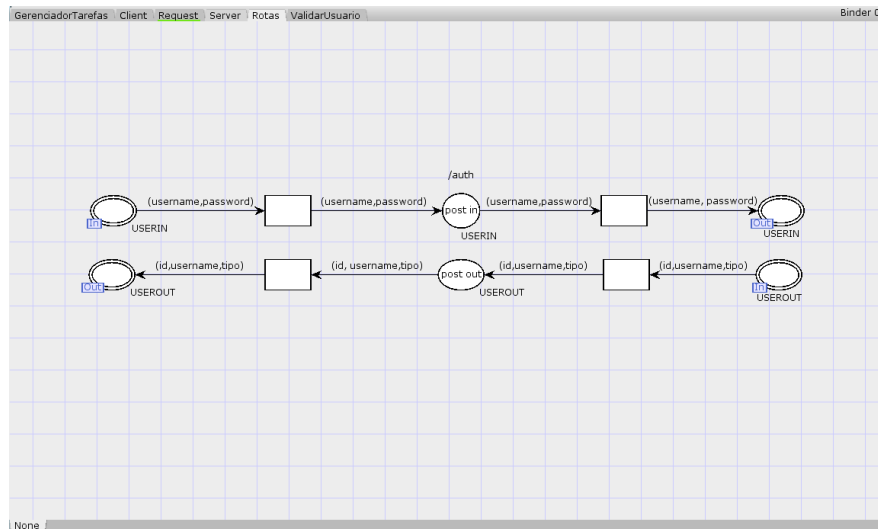 GerenciadorTarefas Client Request Server Rotas ValidarUsuario Binder 0
/auth
(username,password) (username,password) (username,password) (username, password)
post in
In Out
USERIN USERIN USERIN
(id,username,tipo) (id, username,tipo) (id,username,tipo) (id,username,tipo)
post out
Out In
USEROUT USEROUT USEROUT
None